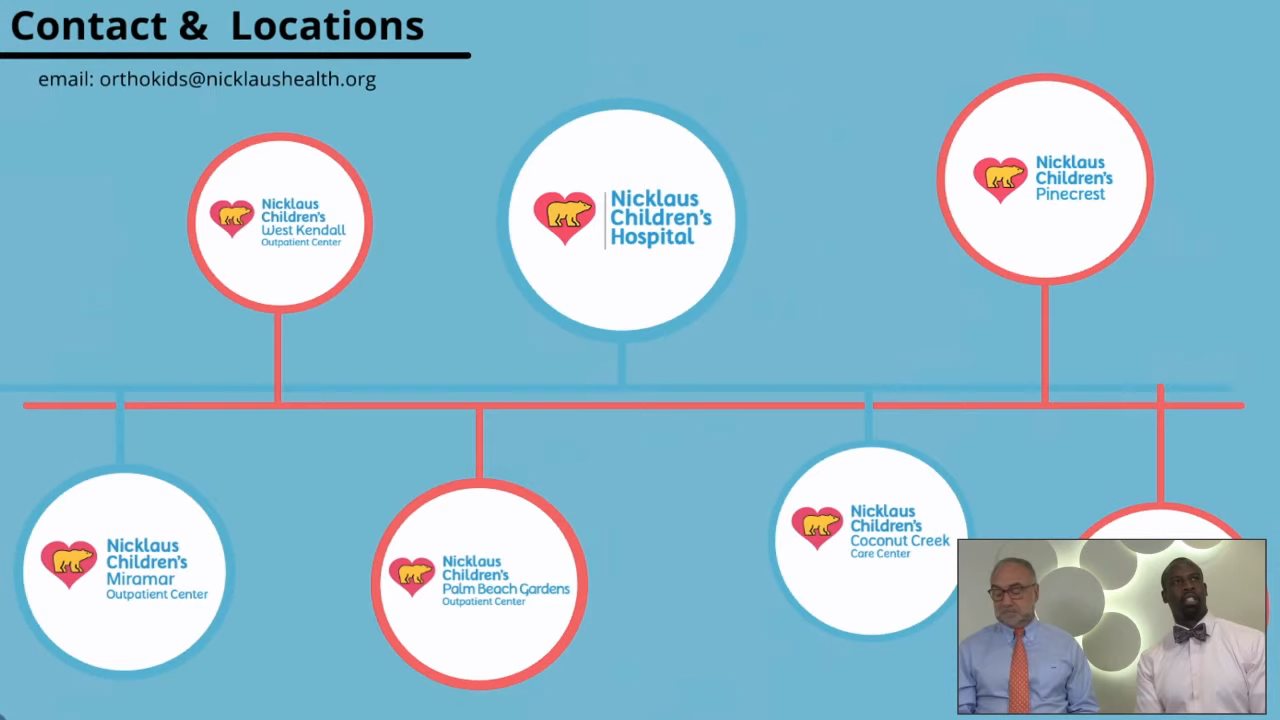 Contact & Locations
email: orthokids@nicklaushealth.org
Nicklaus
Children's
West Kendall
Outpatient Center
Nicklaus
Children's
Hospital
Nicklaus
Children's
Pinecrest
Nicklaus
Children's
Miramar
Outpatient Center
Nicklaus
Children's
Palm Beach Gardens
Outpatient Center
Nicklaus
Children's
Coconut Creek
Care Center